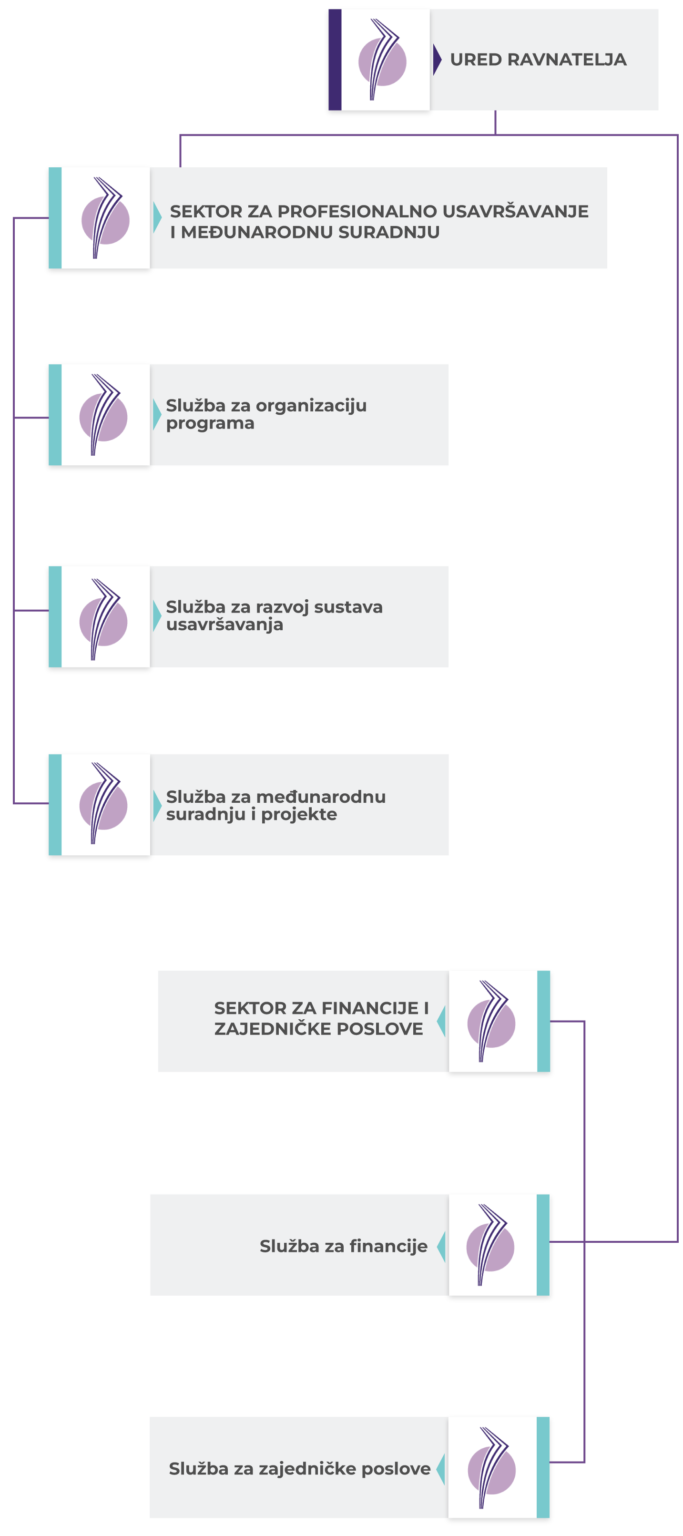 URED RAVNATELJA
SEKTOR ZA PROFESIONALNO USAVRŠAVANJE
I MEĐUNARODNU SURADNJU
Služba za organizaciju
programa
Služba za razvoj sustava
usavršavanja
Služba za međunarodnu
suradnju i projekte
SEKTOR ZA FINANCIJE I
ZAJEDNIČKE POSLOVE
Služba za financije
Služba za zajedničke poslove